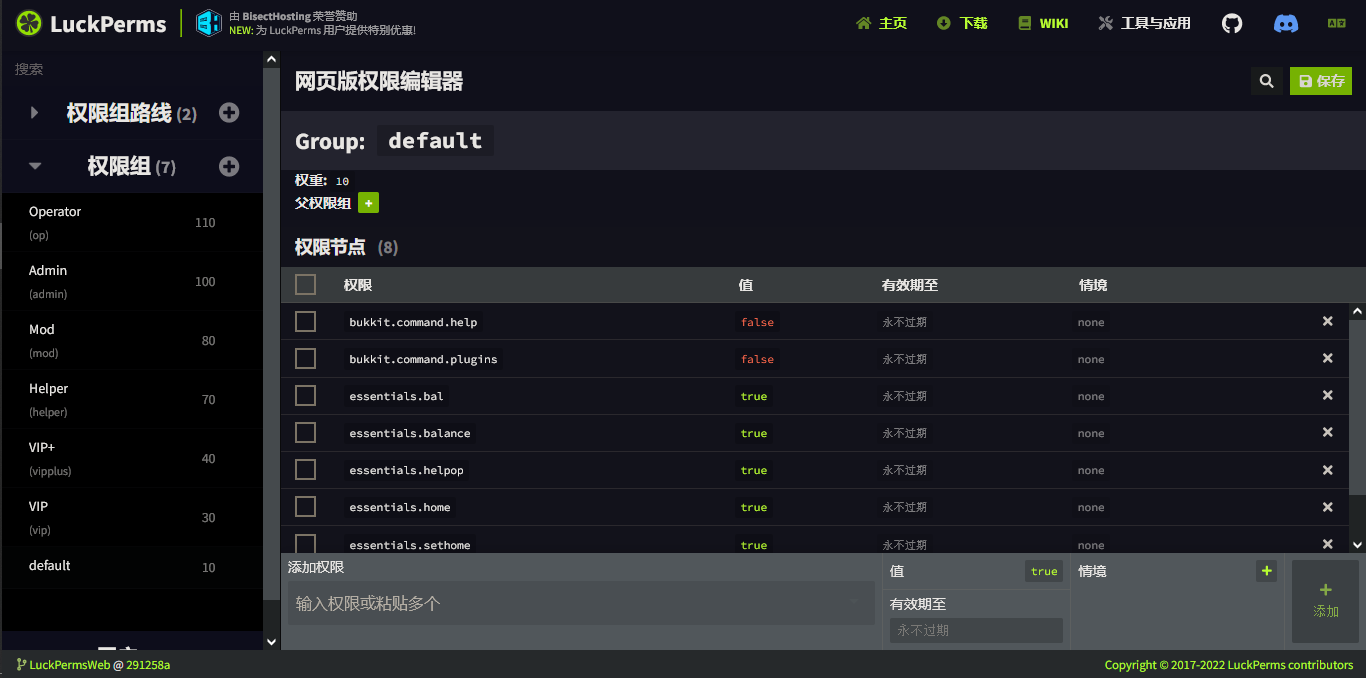 LuckPerms
由 BisectHosting 荣誉赞助
NEW: 为 LuckPerms 用户提供特别优惠!
主页
下载
WIKI
工具与应用
搜索
权限组路线 (2)
权限组 (7)
Operator
(op)
110
Admin
(admin)
100
Mod
(mod)
80
Helper
(helper)
70
VIP+
(vipplus)
40
VIP
(vip)
30
default
10
网页版权限编辑器
保存
Group: default
权重: 10
父权限组 +
权限节点 (8)
权限 值 有效期至 情境
bukkit.command.help false 永不过期 none
bukkit.command.plugins false 永不过期 none
essentials.bal true 永不过期 none
essentials.balance true 永不过期 none
essentials.helpop true 永不过期 none
essentials.home true 永不过期 none
essentials.sethome true 永不过期 none
添加权限
输入权限或粘贴多个
值 true
有效期至
永不过期
情境 +
+
添加
LuckPermsWeb @ 291258a
Copyright © 2017-2022 LuckPerms contributors